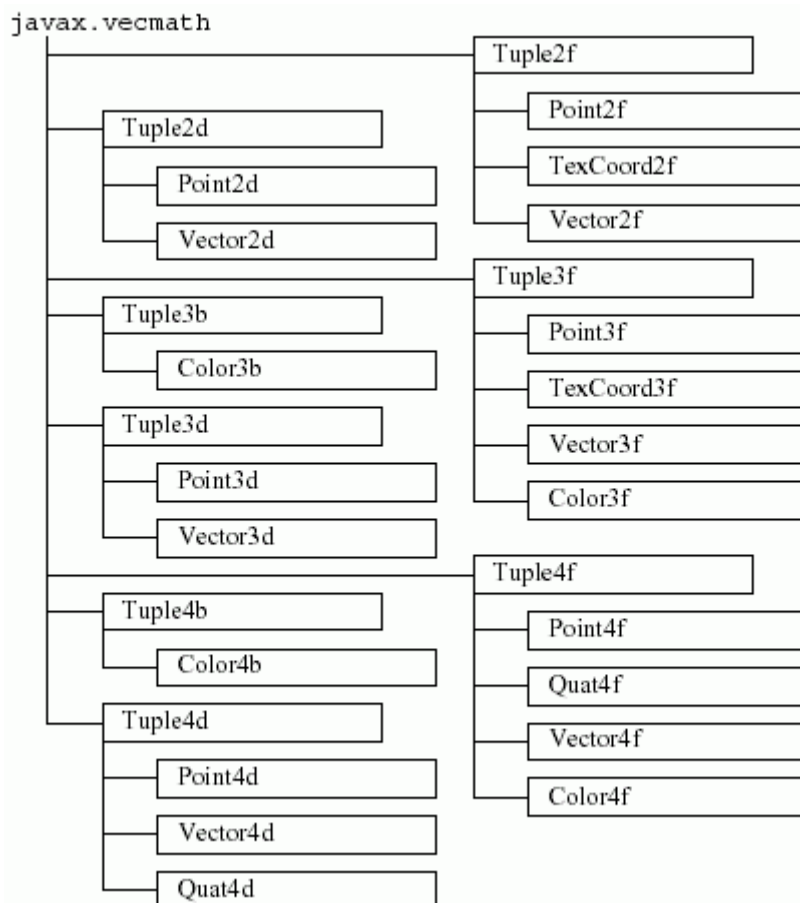 javax.vecmath
Tuple2f
Point2f
TexCoord2f
Vector2f
Tuple2d
Point2d
Vector2d
Tuple3f
Point3f
TexCoord3f
Vector3f
Color3f
Tuple3b
Color3b
Tuple3d
Point3d
Vector3d
Tuple4f
Point4f
Quat4f
Vector4f
Color4f
Tuple4b
Color4b
Tuple4d
Point4d
Vector4d
Quat4d